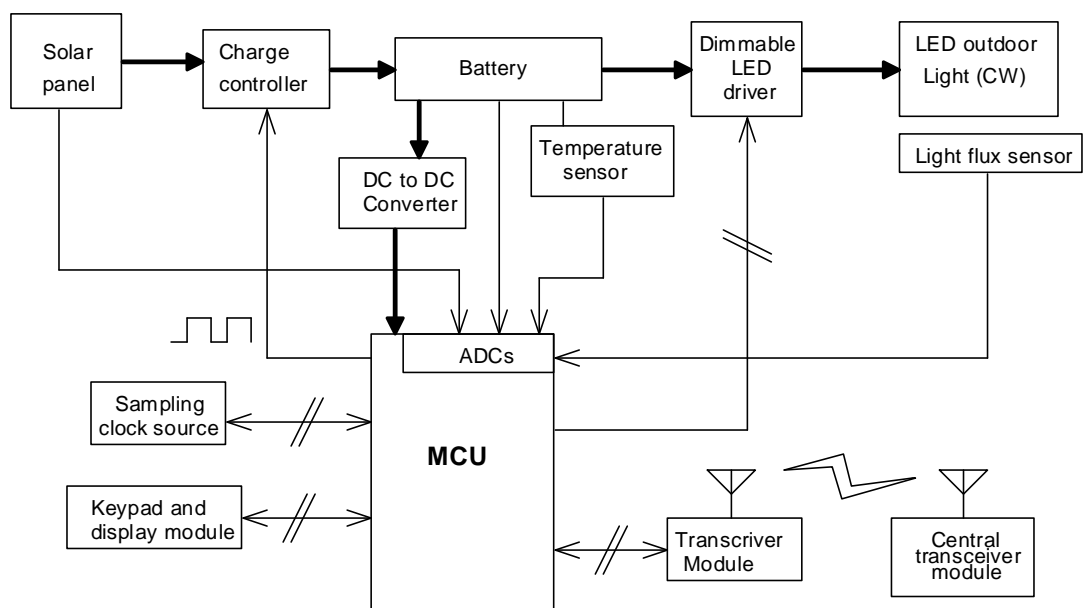 Solar
panel
Charge
controller
Battery
Dimmable
LED
driver
LED outdoor
Light (CW)
Temperature
sensor
Light flux sensor
DC to DC
Converter
ADCs
Sampling
clock source
MCU
Keypad and
display module
Transcriver
Module
Central
transceiver
module